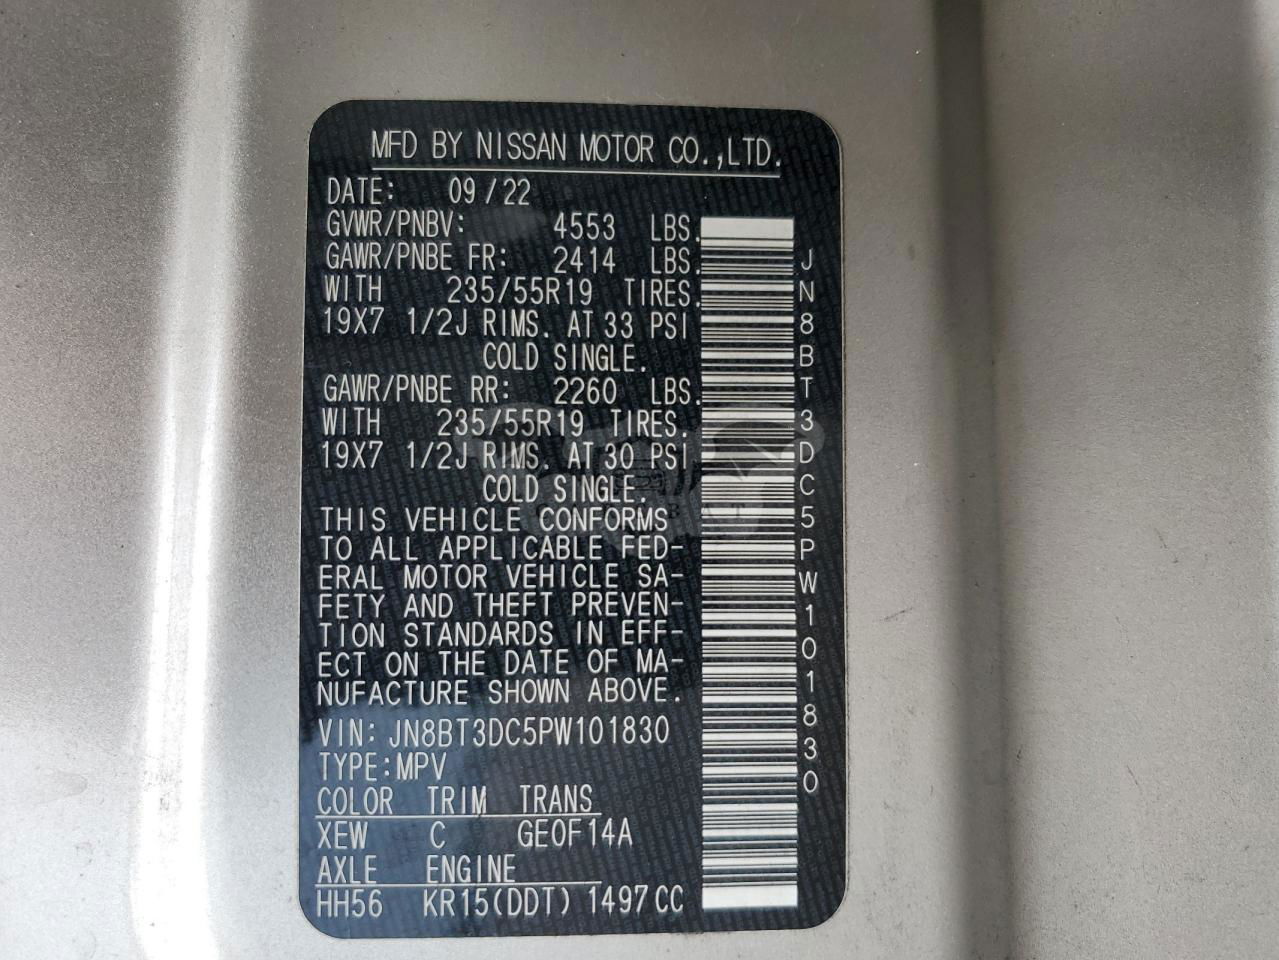 MFD BY NISSAN MOTOR CO.,LTD.
DATE: 09/22
GVWR/PNBV: 4553 LBS.
GAWR/PNBE FR: 2414 LBS.
WITH 235/55R19 TIRES.
19X7 1/2J RIMS. AT 33 PSI
COLD SINGLE.
GAWR/PNBE RR: 2260 LBS.
WITH 235/55R19 TIRES.
19X7 1/2J RIMS. AT 30 PSI
COLD SINGLE.
THIS VEHICLE CONFORMS
TO ALL APPLICABLE FED-
ERAL MOTOR VEHICLE SA-
FETY AND THEFT PREVEN-
TION STANDARDS IN EFF-
ECT ON THE DATE OF MA-
NUFACTURE SHOWN ABOVE.
VIN: JN8BT3DC5PW101830
TYPE:MPV
COLOR TRIM TRANS
XEW C GE0F14A
AXLE ENGINE
HH56 KR15(DDT) 1497CC
JN8BT3DC5PW101830